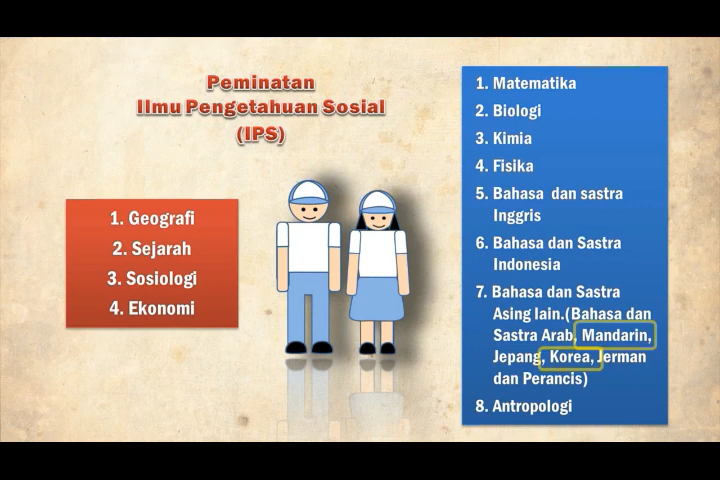 Peminatan
Ilmu Pengetahuan Sosial
(IPS)
1. Geografi
2. Sejarah
3. Sosiologi
4. Ekonomi
1. Matematika
2. Biologi
3. Kimia
4. Fisika
5. Bahasa dan sastra
Inggris
6. Bahasa dan Sastra
Indonesia
7. Bahasa dan Sastra
Asing lain.(Bahasa dan
Sastra Arab, Mandarin,
Jepang, Korea, Jerman
dan Perancis)
8. Antropologi